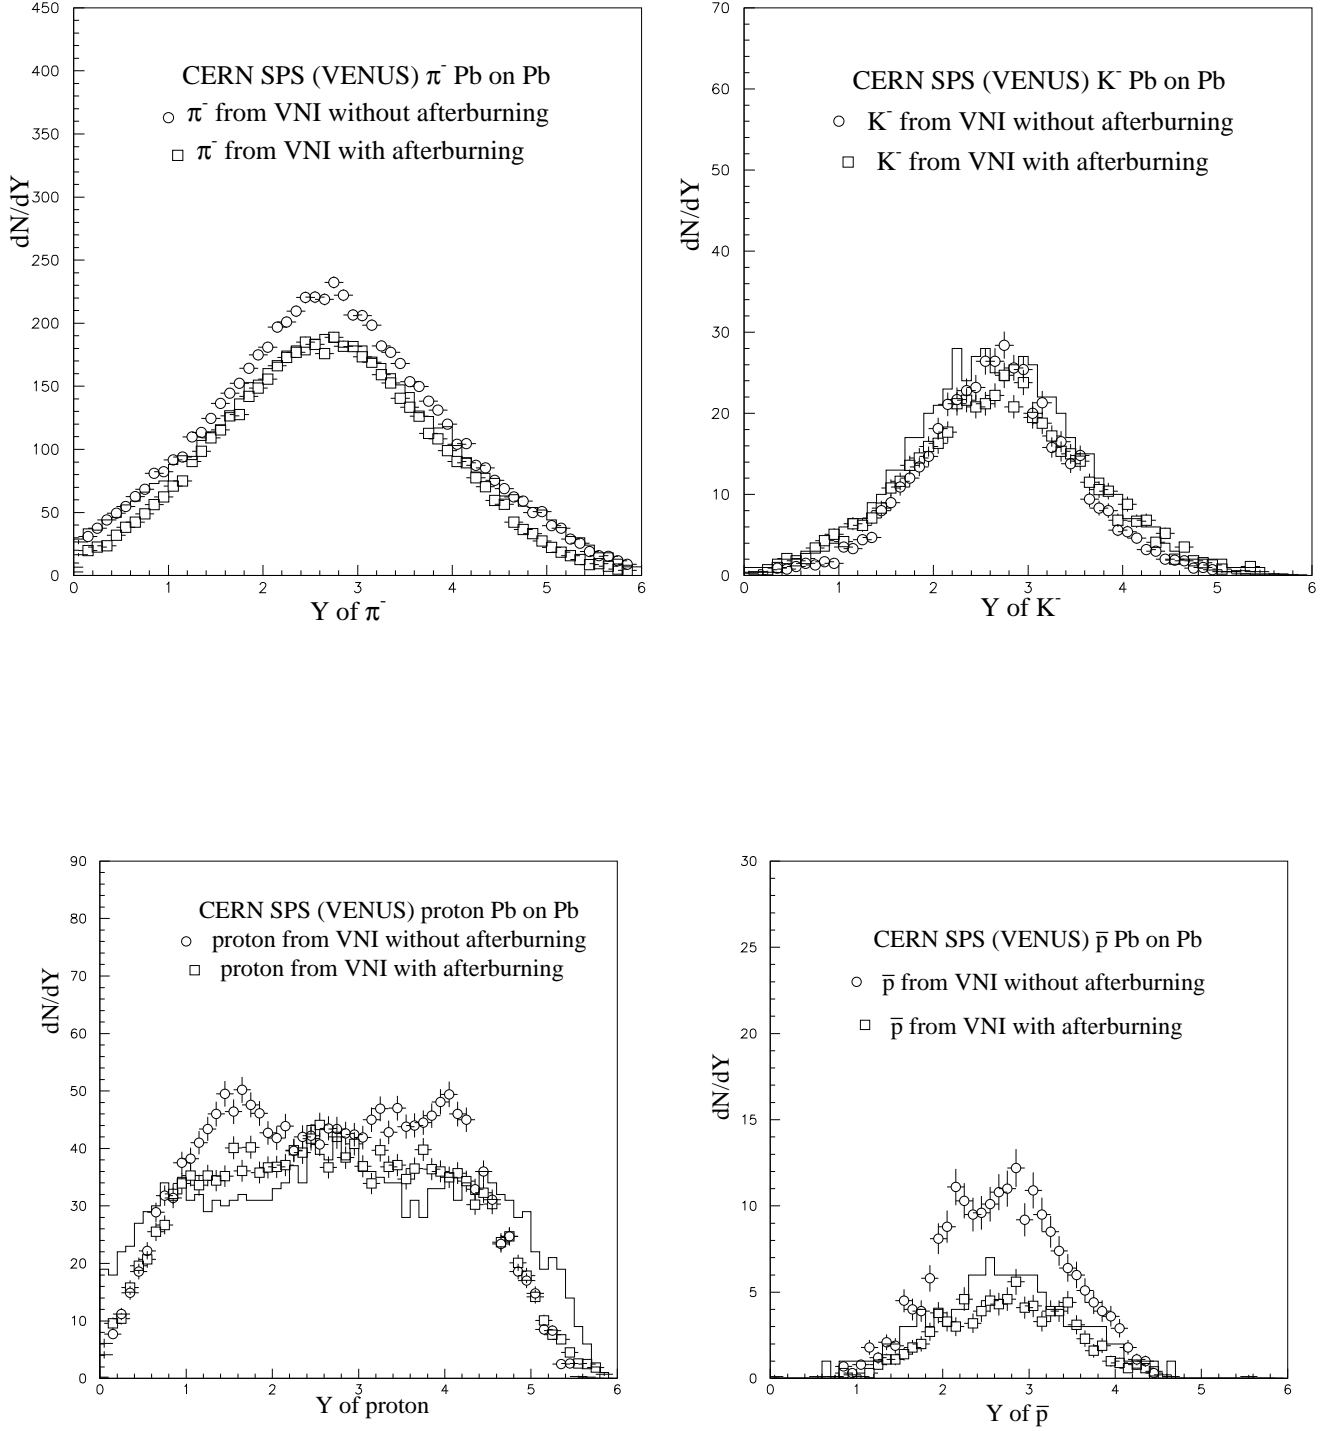 CERN SPS (VENUS) π⁻ Pb on Pb
π⁻ from VNI without afterburning
π⁻ from VNI with afterburning
dN/dY
450
400
350
300
250
200
150
100
50
0
0 1 2 3 4 5 6
Y of π⁻
CERN SPS (VENUS) K⁻ Pb on Pb
K⁻ from VNI without afterburning
K⁻ from VNI with afterburning
dN/dY
70
60
50
40
30
20
10
0
0 1 2 3 4 5 6
Y of K⁻
CERN SPS (VENUS) proton Pb on Pb
proton from VNI without afterburning
proton from VNI with afterburning
dN/dY
90
80
70
60
50
40
30
20
10
0
0 1 2 3 4 5 6
Y of proton
CERN SPS (VENUS) p̅ Pb on Pb
p̅ from VNI without afterburning
p̅ from VNI with afterburning
dN/dY
30
25
20
15
10
5
0
0 1 2 3 4 5 6
Y of p̅